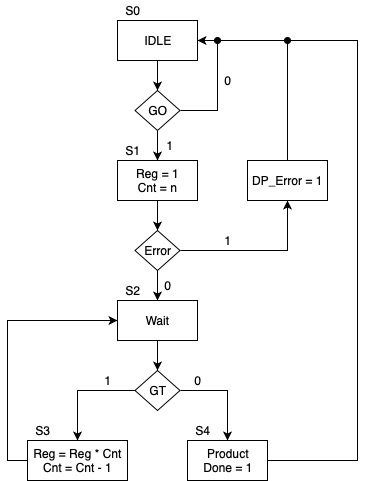 S0
IDLE
0
GO
1
S1
Reg = 1
Cnt = n
DP_Error = 1
Error
1
0
S2
Wait
1
GT
0
S3
Reg = Reg * Cnt
Cnt = Cnt - 1
S4
Product
Done = 1